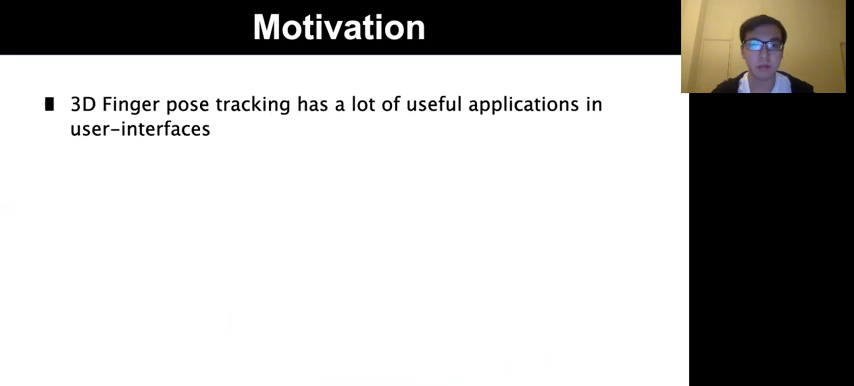 Motivation
3D Finger pose tracking has a lot of useful applications in
user-interfaces